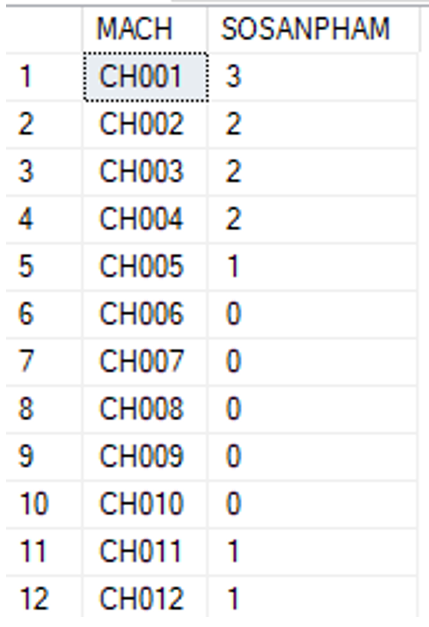 MACH SOSANPHAM
1 CH001 3
2 CH002 2
3 CH003 2
4 CH004 2
5 CH005 1
6 CH006 0
7 CH007 0
8 CH008 0
9 CH009 0
10 CH010 0
11 CH011 1
12 CH012 1